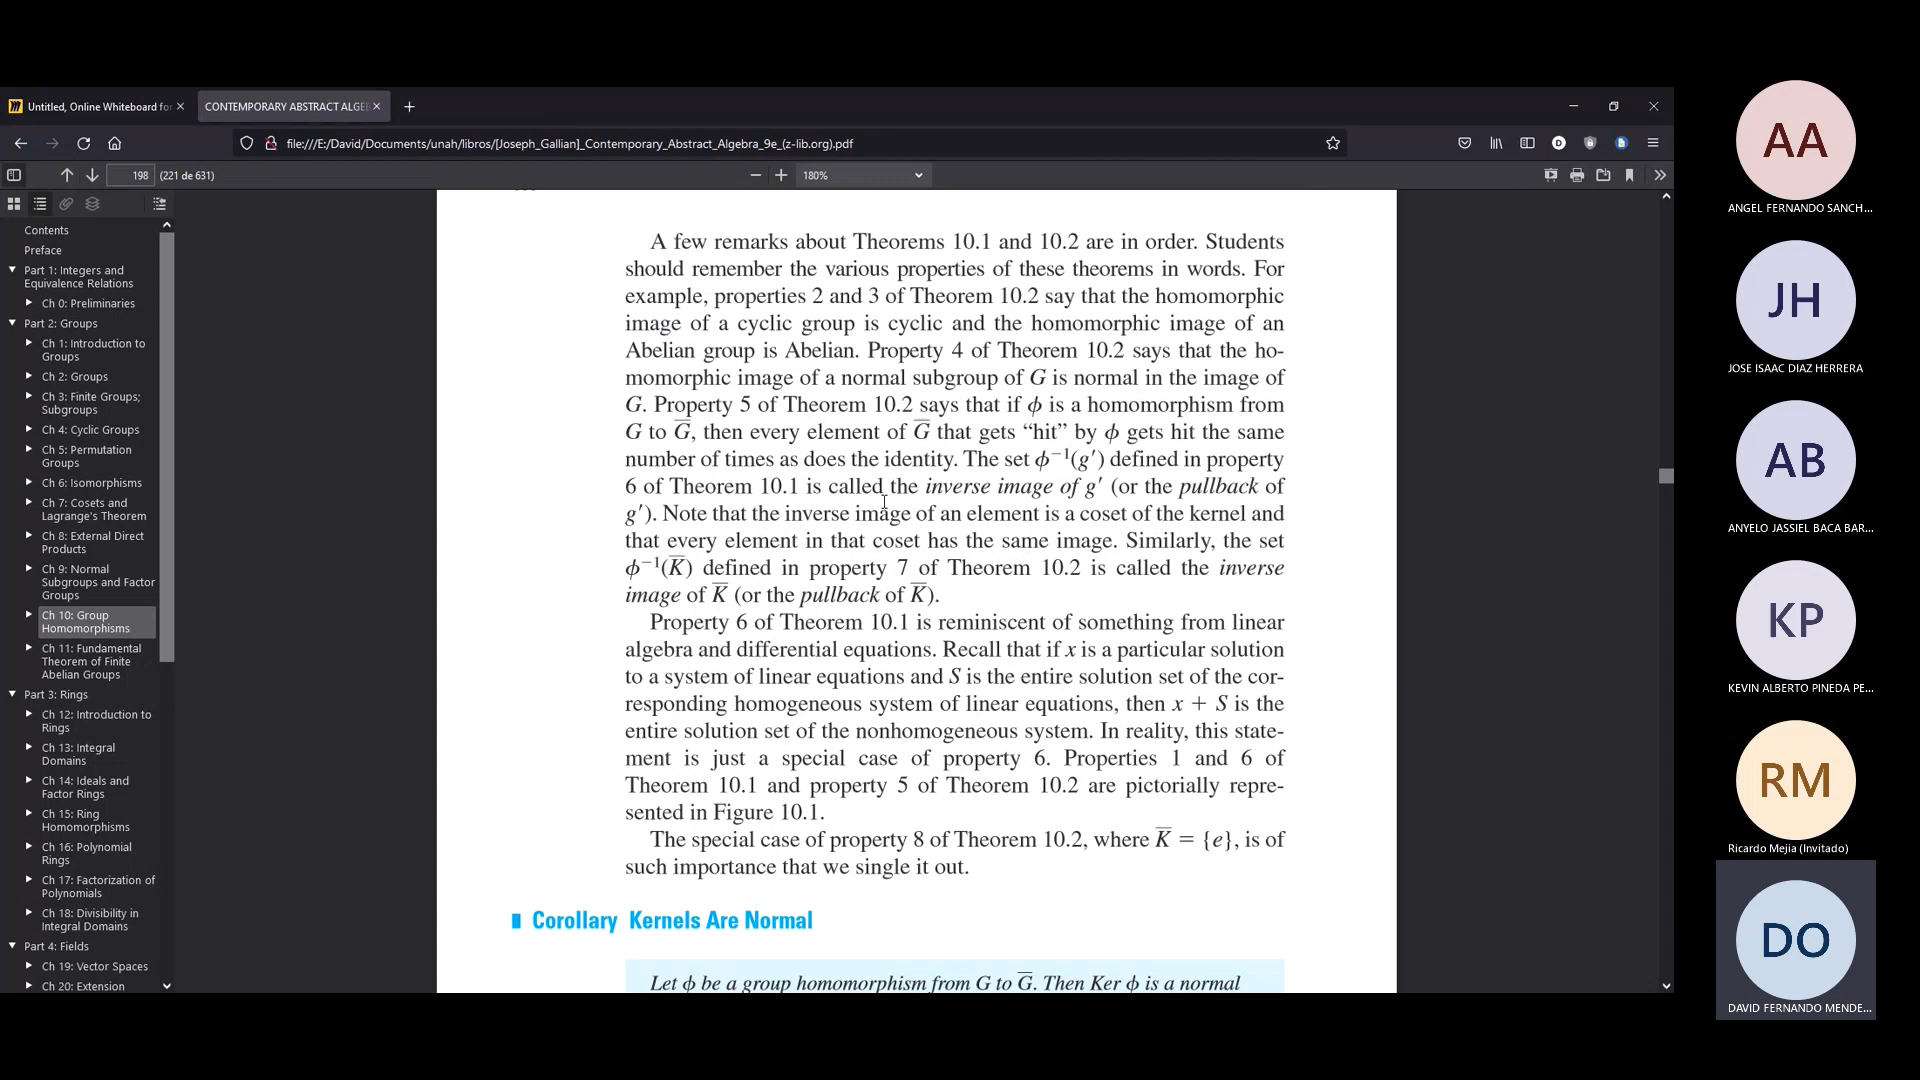 Untitled, Online Whiteboard for
CONTEMPORARY ABSTRACT ALGEB
file:///E:/David/Documents/unah/libros/[Joseph_Gallian]_Contemporary_Abstract_Algebra_9e_(z-lib.org).pdf
198 (221 de 631)
180%
Contents
Preface
Part 1: Integers and
Equivalence Relations
Ch 0: Preliminaries
Part 2: Groups
Ch 1: Introduction to
Groups
Ch 2: Groups
Ch 3: Finite Groups;
Subgroups
Ch 4: Cyclic Groups
Ch 5: Permutation
Groups
Ch 6: Isomorphisms
Ch 7: Cosets and
Lagrange's Theorem
Ch 8: External Direct
Products
Ch 9: Normal
Subgroups and Factor
Groups
Ch 10: Group
Homomorphisms
Ch 11: Fundamental
Theorem of Finite
Abelian Groups
Part 3: Rings
Ch 12: Introduction to
Rings
Ch 13: Integral
Domains
Ch 14: Ideals and
Factor Rings
Ch 15: Ring
Homomorphisms
Ch 16: Polynomial
Rings
Ch 17: Factorization of
Polynomials
Ch 18: Divisibility in
Integral Domains
Part 4: Fields
Ch 19: Vector Spaces
Ch 20: Extension
A few remarks about Theorems 10.1 and 10.2 are in order. Students
should remember the various properties of these theorems in words. For
example, properties 2 and 3 of Theorem 10.2 say that the homomorphic
image of a cyclic group is cyclic and the homomorphic image of an
Abelian group is Abelian. Property 4 of Theorem 10.2 says that the ho-
momorphic image of a normal subgroup of G is normal in the image of
G. Property 5 of Theorem 10.2 says that if ϕ is a homomorphism from
G to G̅, then every element of G̅ that gets “hit” by ϕ gets hit the same
number of times as does the identity. The set ϕ⁻¹(g′) defined in property
6 of Theorem 10.1 is called the inverse image of g′ (or the pullback of
g′). Note that the inverse image of an element is a coset of the kernel and
that every element in that coset has the same image. Similarly, the set
ϕ⁻¹(K̅) defined in property 7 of Theorem 10.2 is called the inverse
image of K̅ (or the pullback of K̅).
Property 6 of Theorem 10.1 is reminiscent of something from linear
algebra and differential equations. Recall that if x is a particular solution
to a system of linear equations and S is the entire solution set of the cor-
responding homogeneous system of linear equations, then x + S is the
entire solution set of the nonhomogeneous system. In reality, this state-
ment is just a special case of property 6. Properties 1 and 6 of
Theorem 10.1 and property 5 of Theorem 10.2 are pictorially repre-
sented in Figure 10.1.
The special case of property 8 of Theorem 10.2, where K̅ = {e}, is of
such importance that we single it out.
Corollary Kernels Are Normal
Let ϕ be a group homomorphism from G to G̅. Then Ker ϕ is a normal
AA
ANGEL FERNANDO SANCH...
JH
JOSE ISAAC DIAZ HERRERA
AB
ANYELO JASSIEL BACA BAR...
KP
KEVIN ALBERTO PINEDA PE...
RM
Ricardo Mejia (Invitado)
DO
DAVID FERNANDO MENDE...